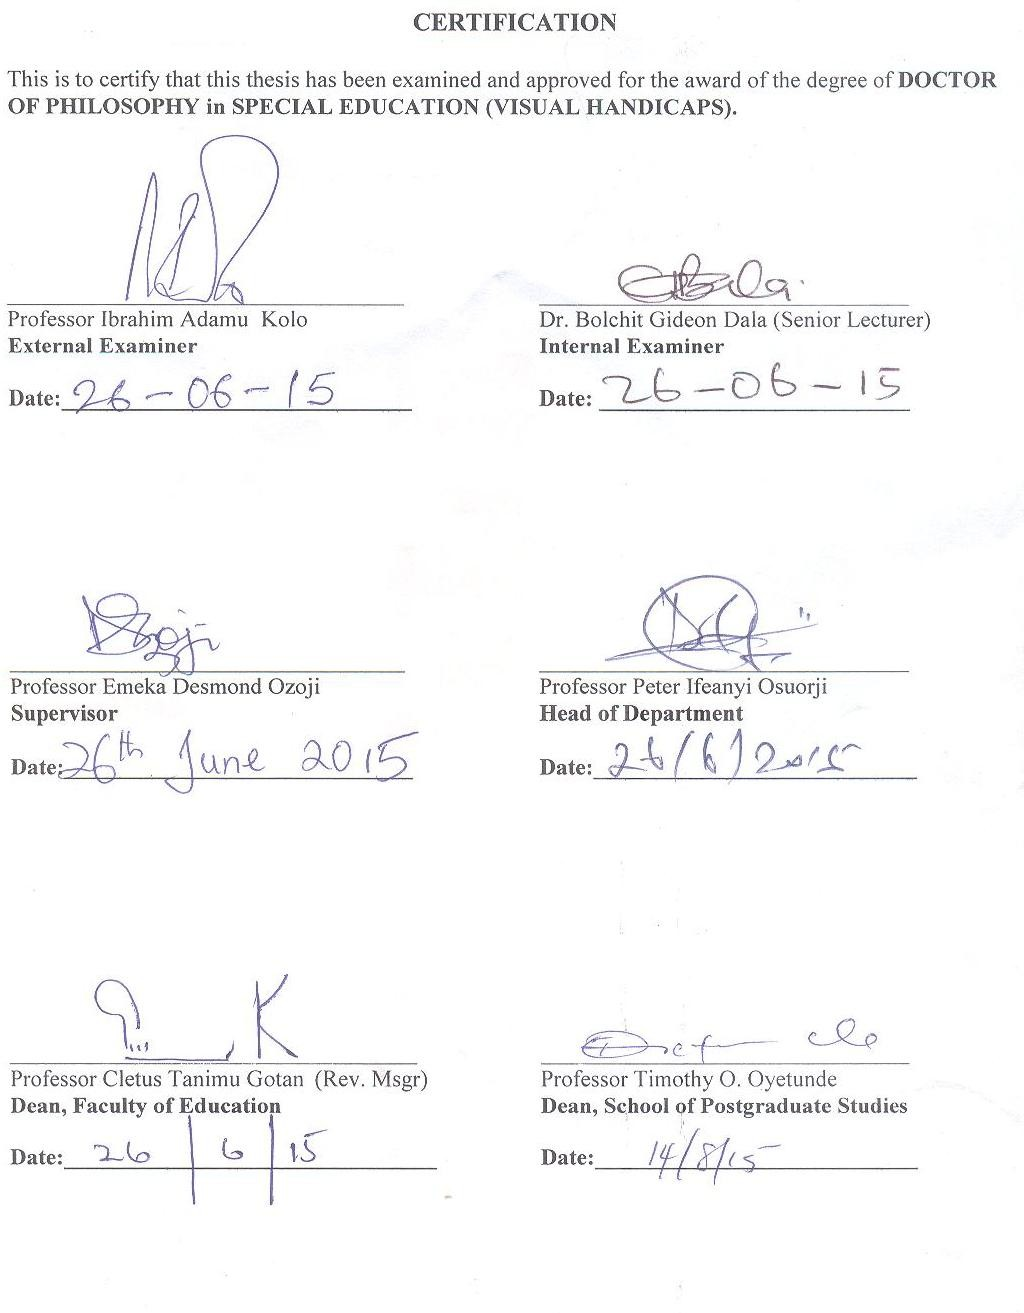 CERTIFICATION
This is to certify that this thesis has been examined and approved for the award of the degree of DOCTOR
OF PHILOSOPHY in SPECIAL EDUCATION (VISUAL HANDICAPS).
Professor Ibrahim Adamu Kolo
External Examiner
Date: 26-06-15
Dr. Bolchit Gideon Dala (Senior Lecturer)
Internal Examiner
Date: 26-06-15
Professor Emeka Desmond Ozoji
Supervisor
Date: 26th June 2015
Professor Peter Ifeanyi Osuorji
Head of Department
Date: 26/6/2015
Professor Cletus Tanimu Gotan (Rev. Msgr)
Dean, Faculty of Education
Date: 26|6|15
Professor Timothy O. Oyetunde
Dean, School of Postgraduate Studies
Date: 14/8/15